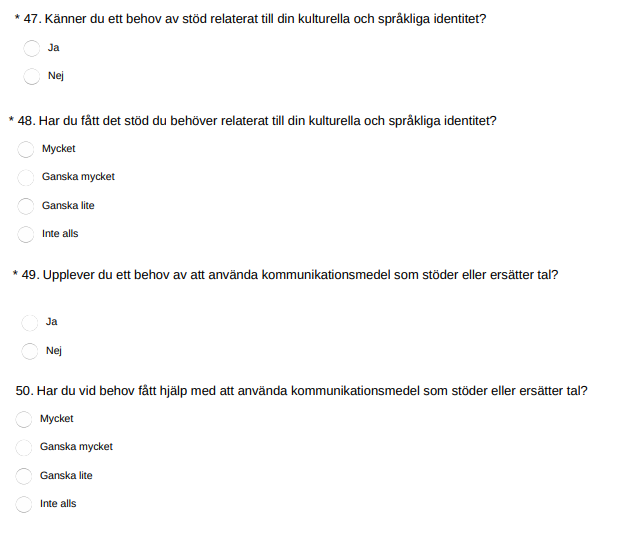 * 47. Känner du ett behov av stöd relaterat till din kulturella och språkliga identitet?
Ja
Nej
* 48. Har du fått det stöd du behöver relaterat till din kulturella och språkliga identitet?
Mycket
Ganska mycket
Ganska lite
Inte alls
* 49. Upplever du ett behov av att använda kommunikationsmedel som stöder eller ersätter tal?
Ja
Nej
50. Har du vid behov fått hjälp med att använda kommunikationsmedel som stöder eller ersätter tal?
Mycket
Ganska mycket
Ganska lite
Inte alls